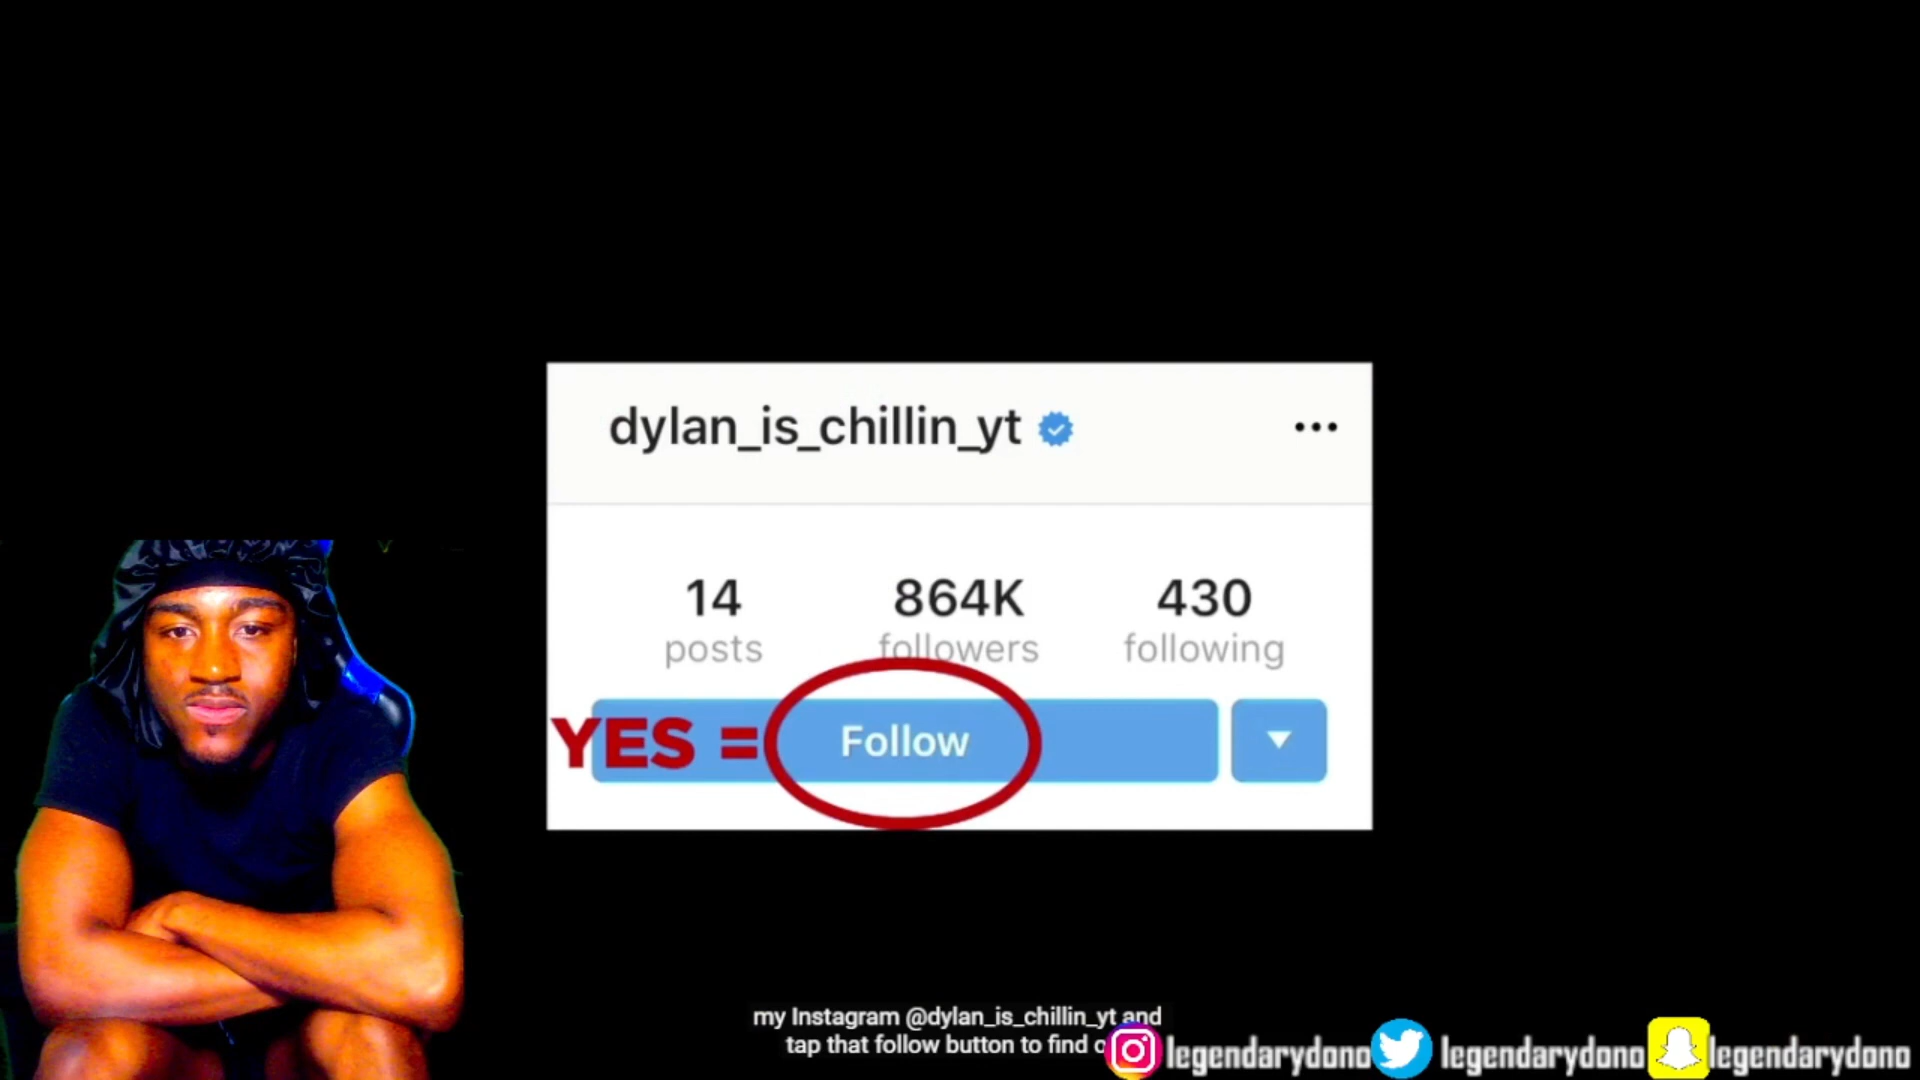 dylan_is_chillin_yt
14 864K 430
posts followers following
YES = Follow
my Instagram @dylan_is_chillin_yt and
tap that follow button to find
legendarydono legendarydono legendarydono